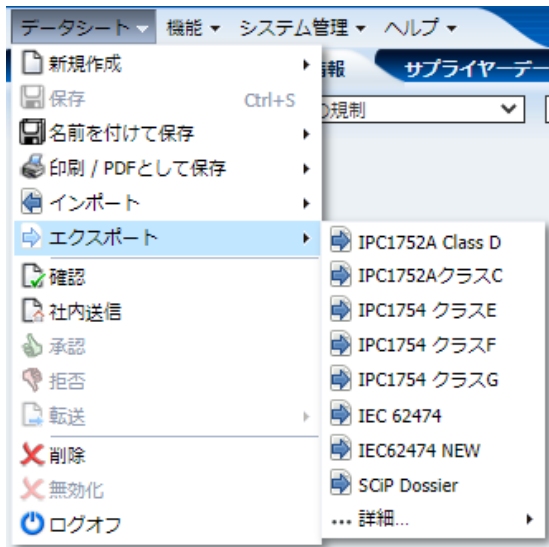 データシート 機能 システム管理 ヘルプ
新規作成
情報 サプライヤーデー
保存 Ctrl+S
の規制
名前を付けて保存
印刷 / PDFとして保存
インポート
エクスポート
確認
社内送信
承認
拒否
転送
削除
無効化
ログオフ
IPC1752A Class D
IPC1752AクラスC
IPC1754 クラスE
IPC1754 クラスF
IPC1754 クラスG
IEC 62474
IEC62474 NEW
SCiP Dossier
... 詳細...